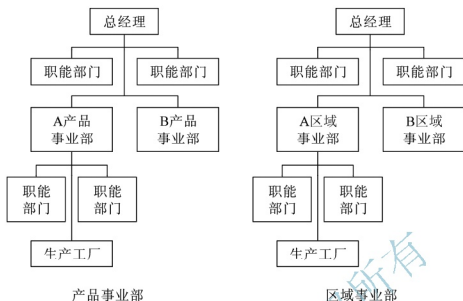 总经理
总经理
职能部门
职能部门
职能部门
职能部门
A产品
事业部
B产品
事业部
A区域
事业部
B区域
事业部
职能
部门
职能
部门
职能
部门
职能
部门
生产工厂
生产工厂
产品事业部
区域事业部
所有